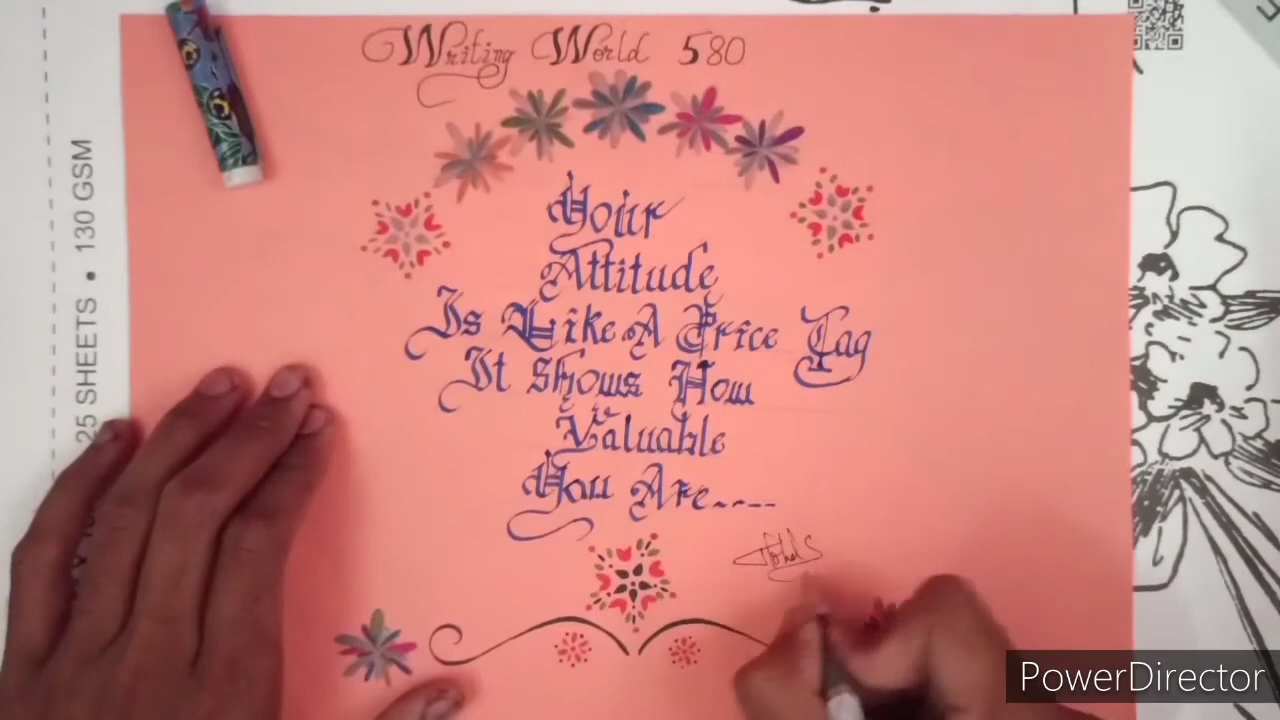 Writing World 580
Your
Attitude
Is Like A Price Tag
It Shows How
Valuable
You Are----
25 SHEETS • 130 GSM
PowerDirector